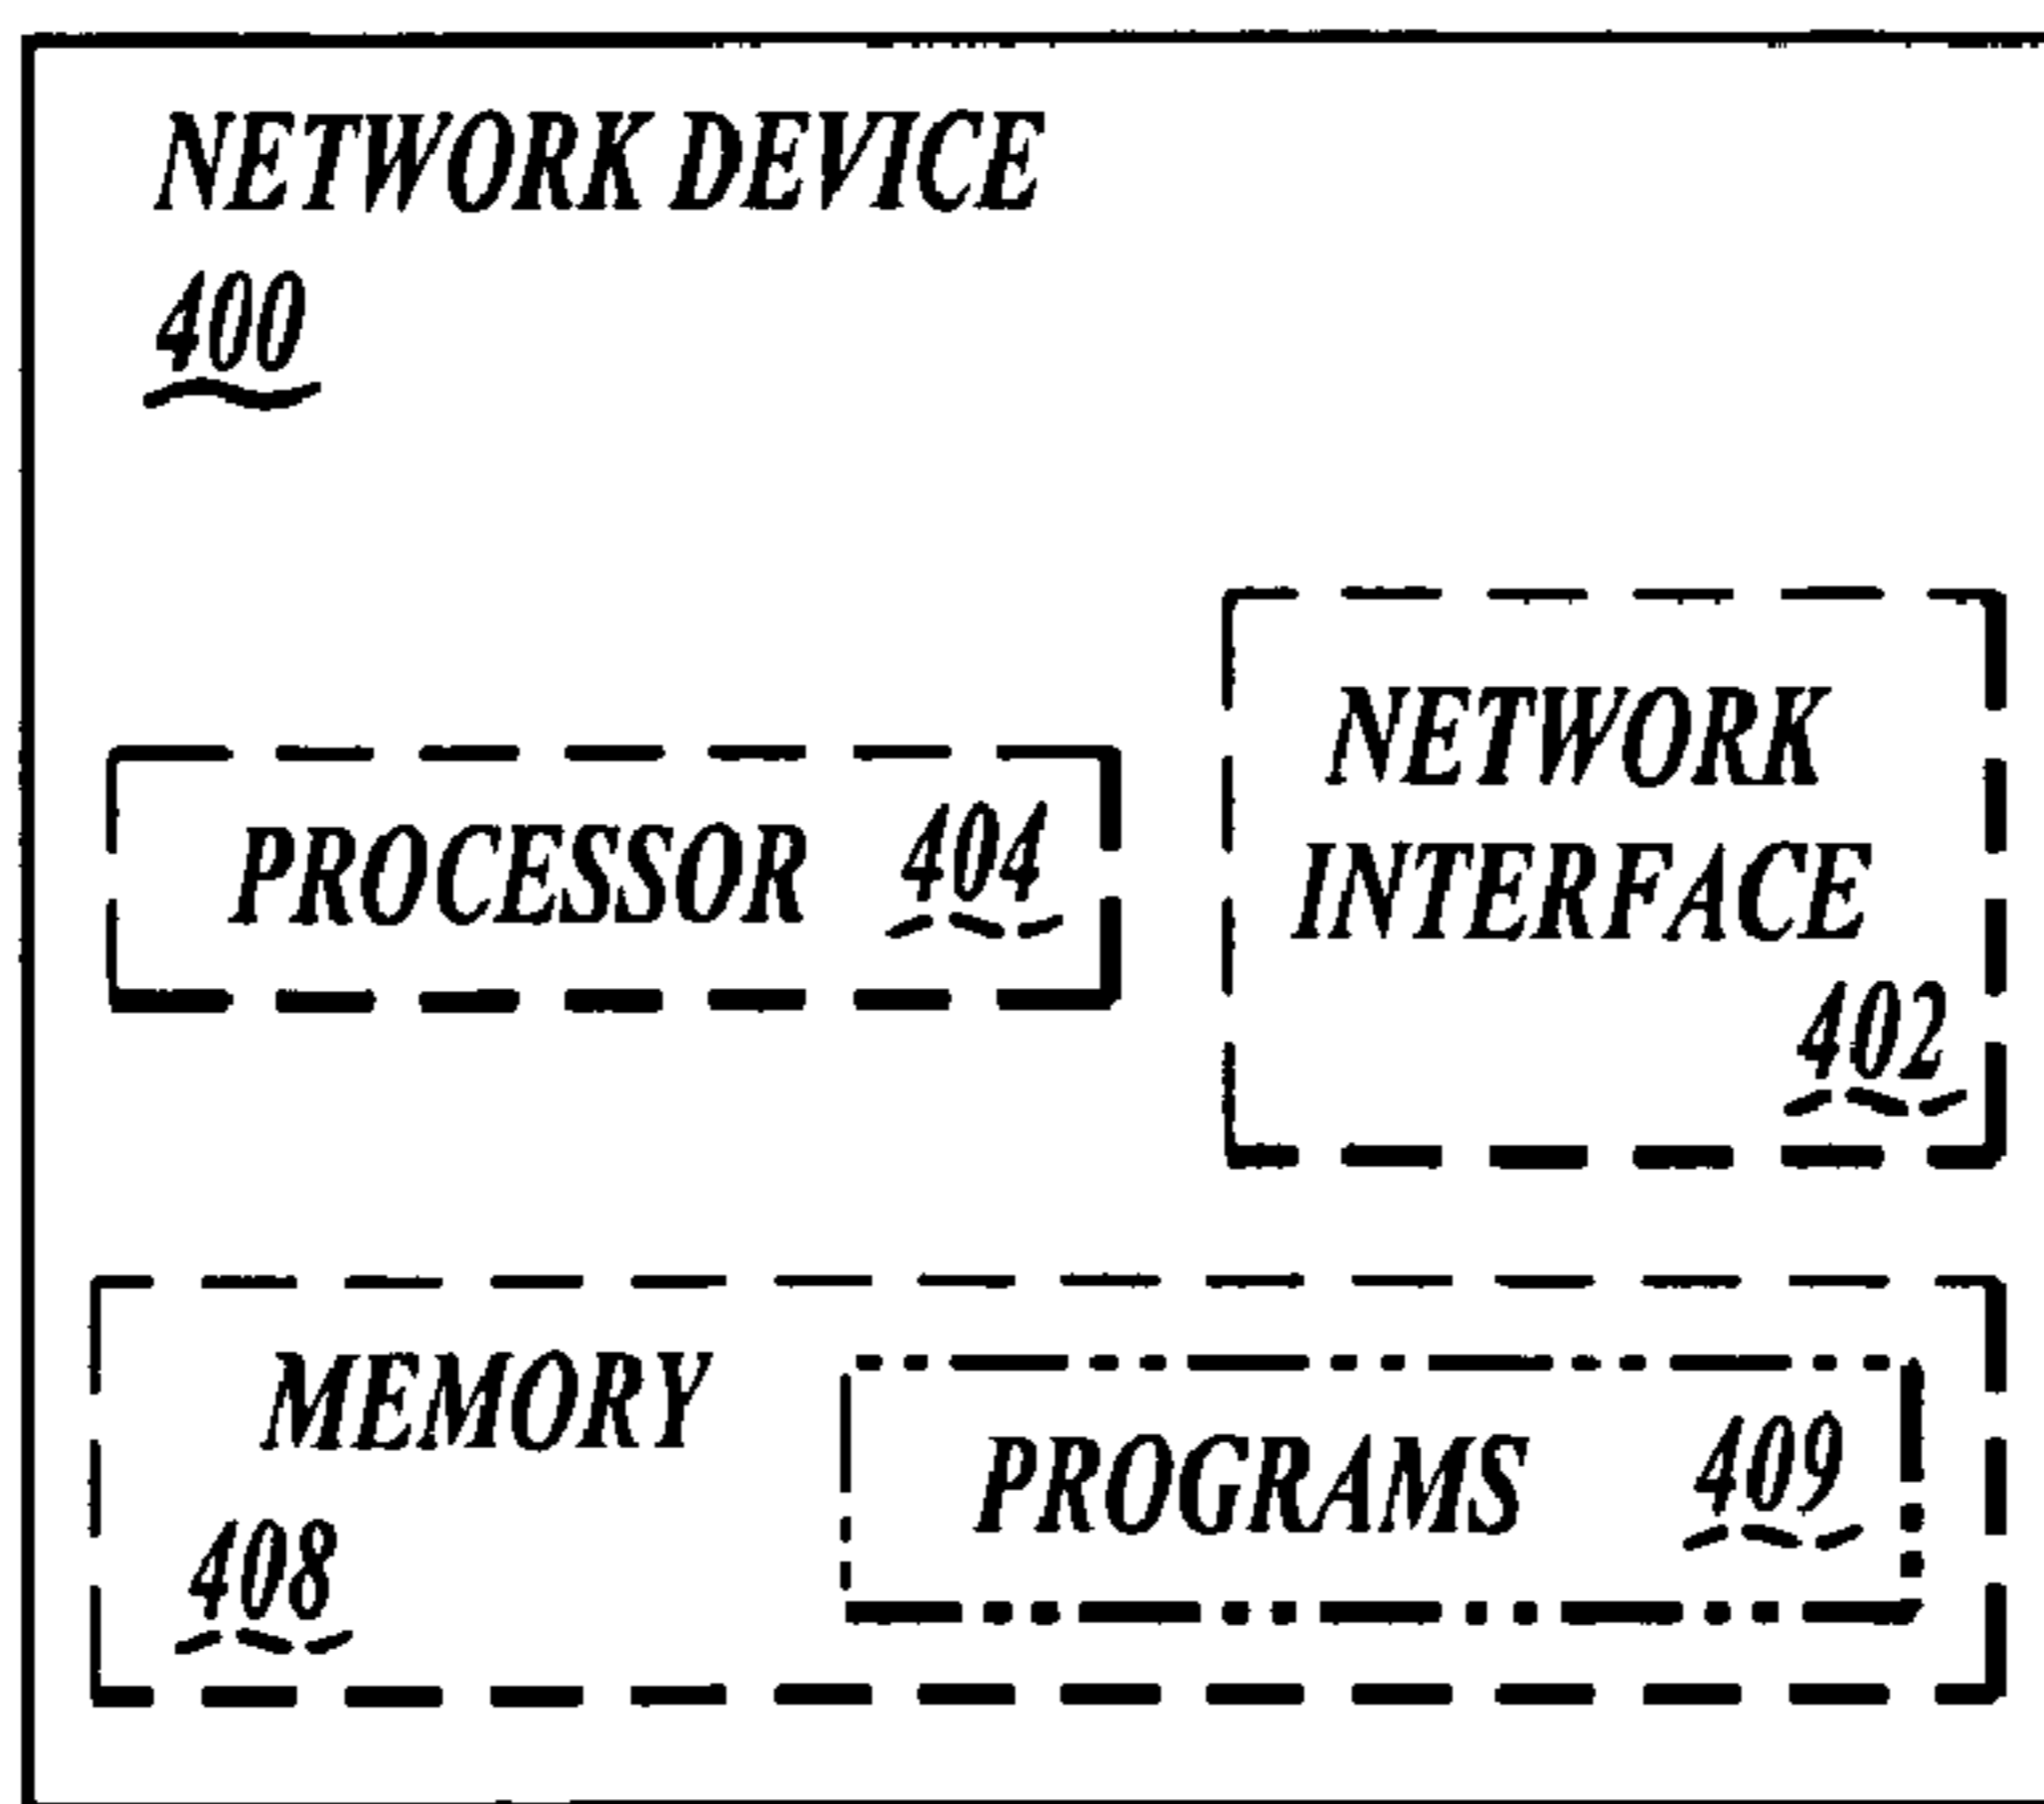 NETWORK DEVICE
400
PROCESSOR 404
NETWORK
INTERFACE
402
MEMORY
408
PROGRAMS 409